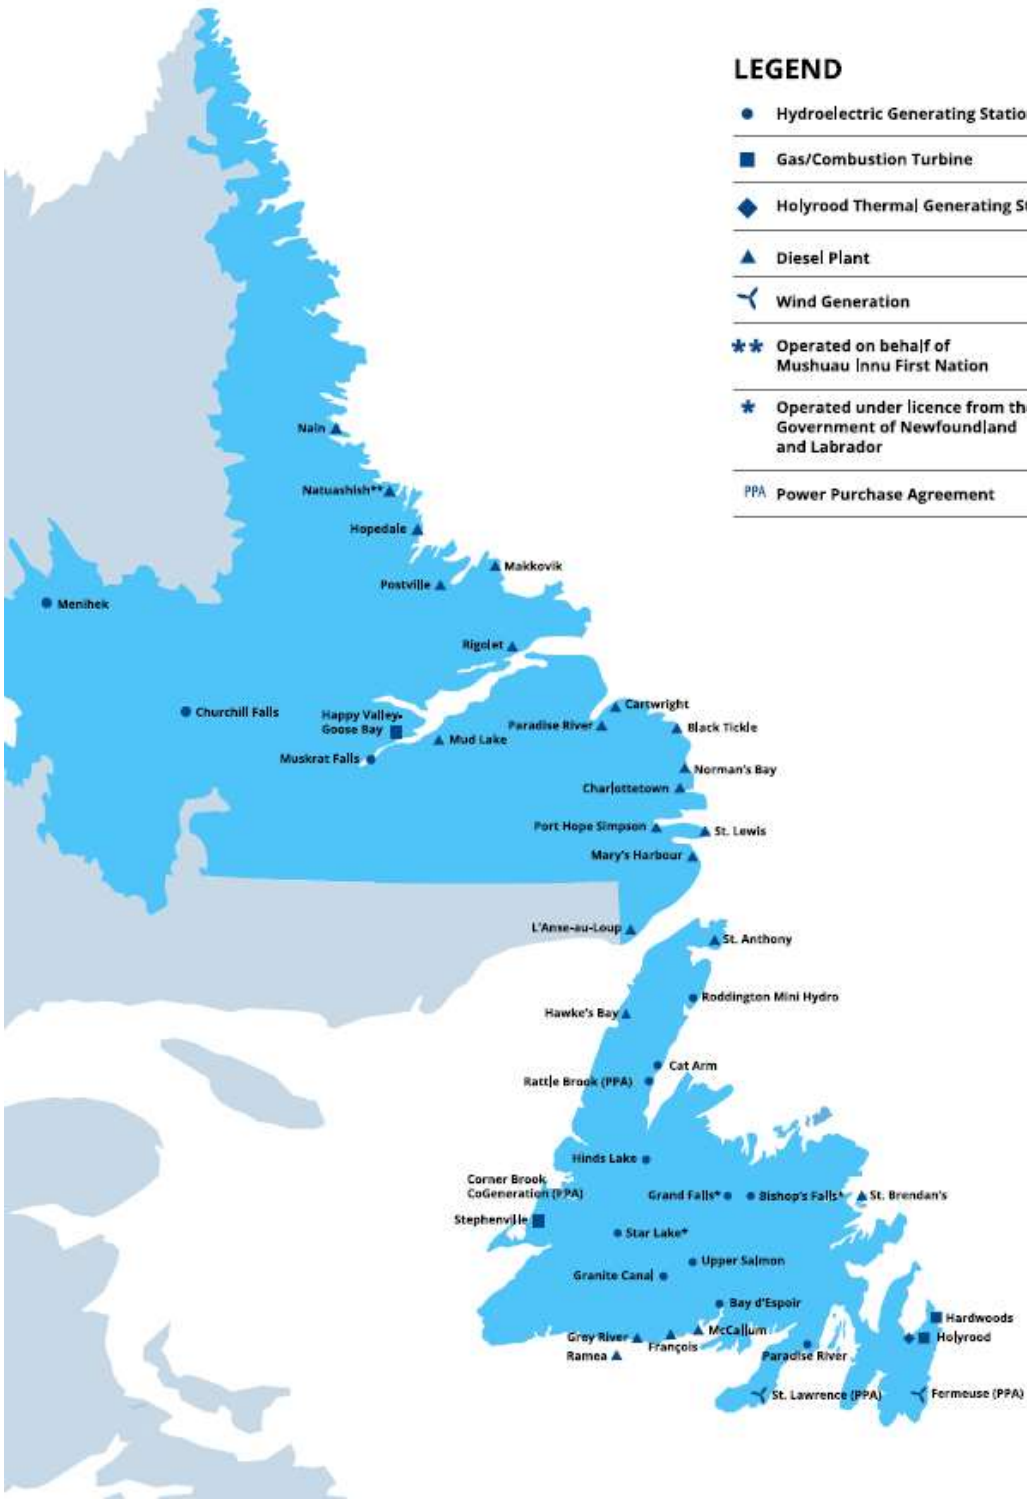 LEGEND
Hydroelectric Generating Station
Gas/Combustion Turbine
Holyrood Thermal Generating St
Diesel Plant
Wind Generation
** Operated on behalf of
Mushuau Innu First Nation
* Operated under licence from the
Government of Newfoundland
and Labrador
PPA Power Purchase Agreement
Nain
Natuashish**
Hopedale
Makkovik
Postville
Menihek
Rigolet
Cartwright
Churchill Falls
Happy Valley-
Goose Bay
Paradise River
Black Tickle
Mud Lake
Muskrat Falls
Norman's Bay
Charlottetown
Port Hope Simpson
St. Lewis
Mary's Harbour
L'Anse-au-Loup
St. Anthony
Roddington Mini Hydro
Hawke's Bay
Cat Arm
Rattle Brook (PPA)
Hinds Lake
Corner Brook
CoGeneration (PPA)
Grand Falls*
Bishop's Falls*
St. Brendan's
Stephenville
Star Lake*
Upper Salmon
Granite Canal
Bay d'Espoir
Hardwoods
McCallum
Grey River
Holyrood
François
Ramea
Paradise River
St. Lawrence (PPA)
Fermeuse (PPA)